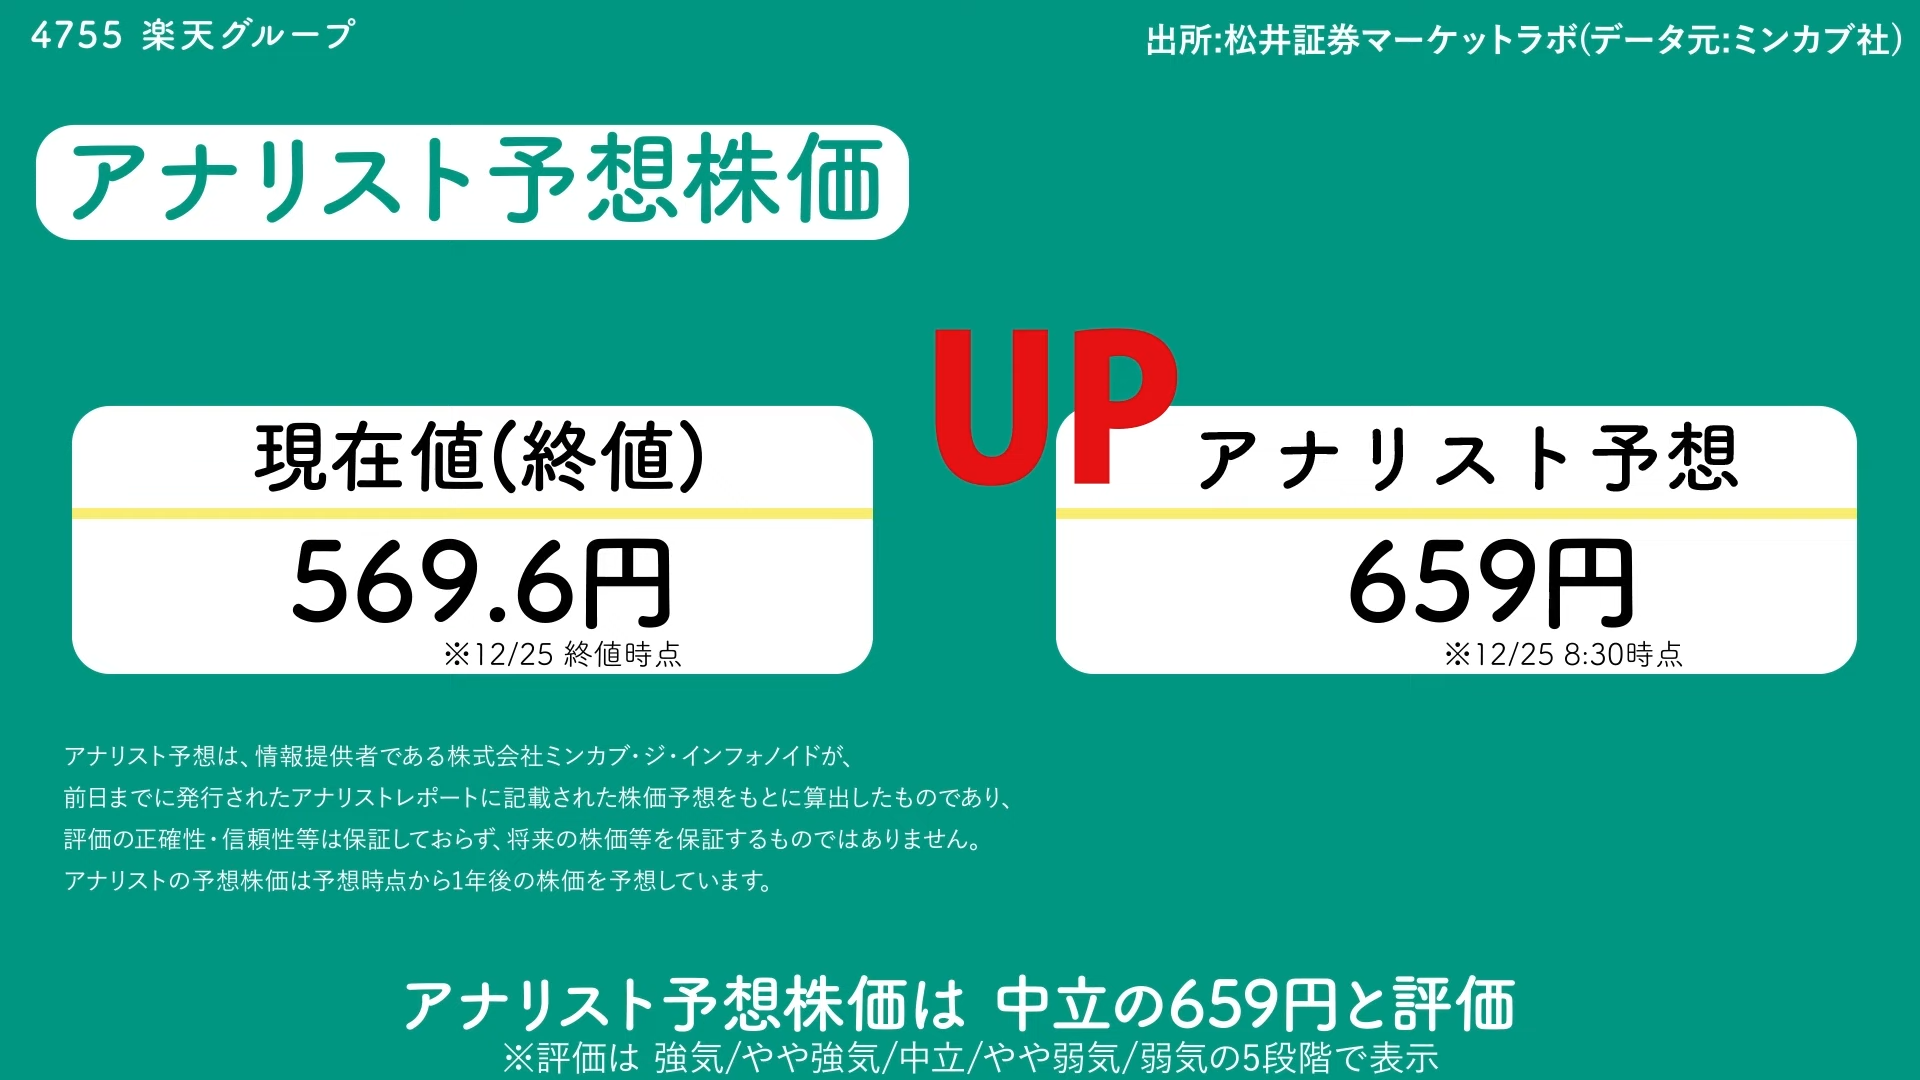 4755 楽天グループ
出所:松井証券マーケットラボ(データ元:ミンカブ社)
アナリスト予想株価
UP
現在値(終値)
569.6円
※12/25 終値時点
アナリスト予想
659円
※12/25 8:30時点
アナリスト予想は、情報提供者である株式会社ミンカブ・ジ・インフォノイドが、
前日までに発行されたアナリストレポートに記載された株価予想をもとに算出したものであり、
評価の正確性・信頼性等は保証しておらず、将来の株価等を保証するものではありません。
アナリストの予想株価は予想時点から1年後の株価を予想しています。
アナリスト予想株価は 中立の659円と評価
※評価は 強気/やや強気/中立/やや弱気/弱気の5段階で表示